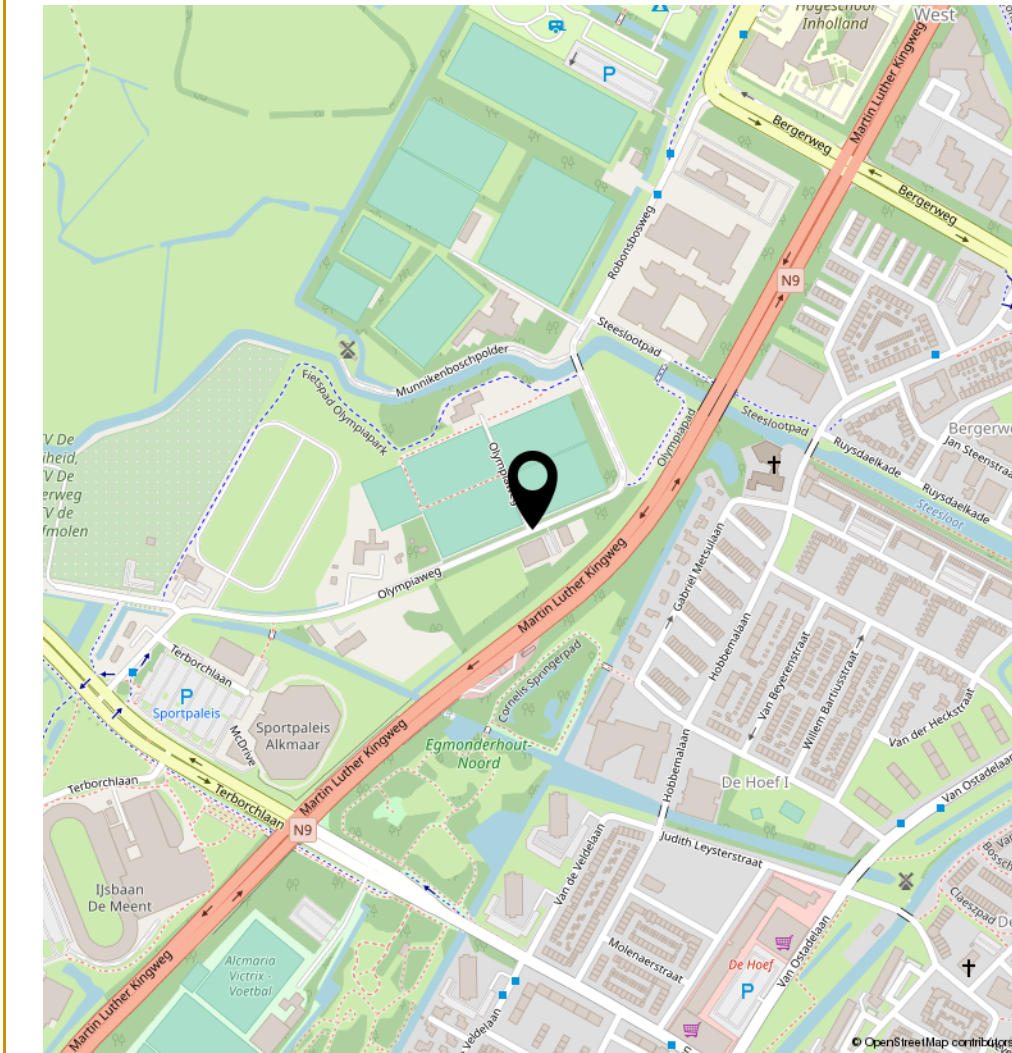 Hogeschool
Inholland
West
P
Martin Luther Kingweg
Bergerweg
Bergerweg
Robonsbosweg
N9
Steeslootpad
Munnikenboschpolder
Fietspad Olympiapark
Olympiapad
Steeslootpad
Ruysdaelkade
Jan Steenstraat
Ruysdaelkade
Steesloot
Olympiaweg
Olympiaweg
Martin Luther Kingweg
Gabriël Metsulaan
Hobbemalaan
Van Beyerenstraat
Willem Bartiusstraat
Van der Heckstraat
Terborchlaan
P
Sportpaleis
McDrive
Sportpaleis
Alkmaar
Cornelis Springerpad
Egmonderhout-
Noord
Martin Luther Kingweg
Hobbemalaan
De Hoef I
Van Ostadelaan
Terborchlaan
Terborchlaan
N9
Judith Leysterstraat
Van de Veldelaan
IJsbaan
De Meent
Claeszpad
Molenaerstraat
De Hoef
P
Van Ostadelaan
Alcmaria
Victrix -
Voetbal
Martin Luther Kingweg
© OpenStreetMap contributors